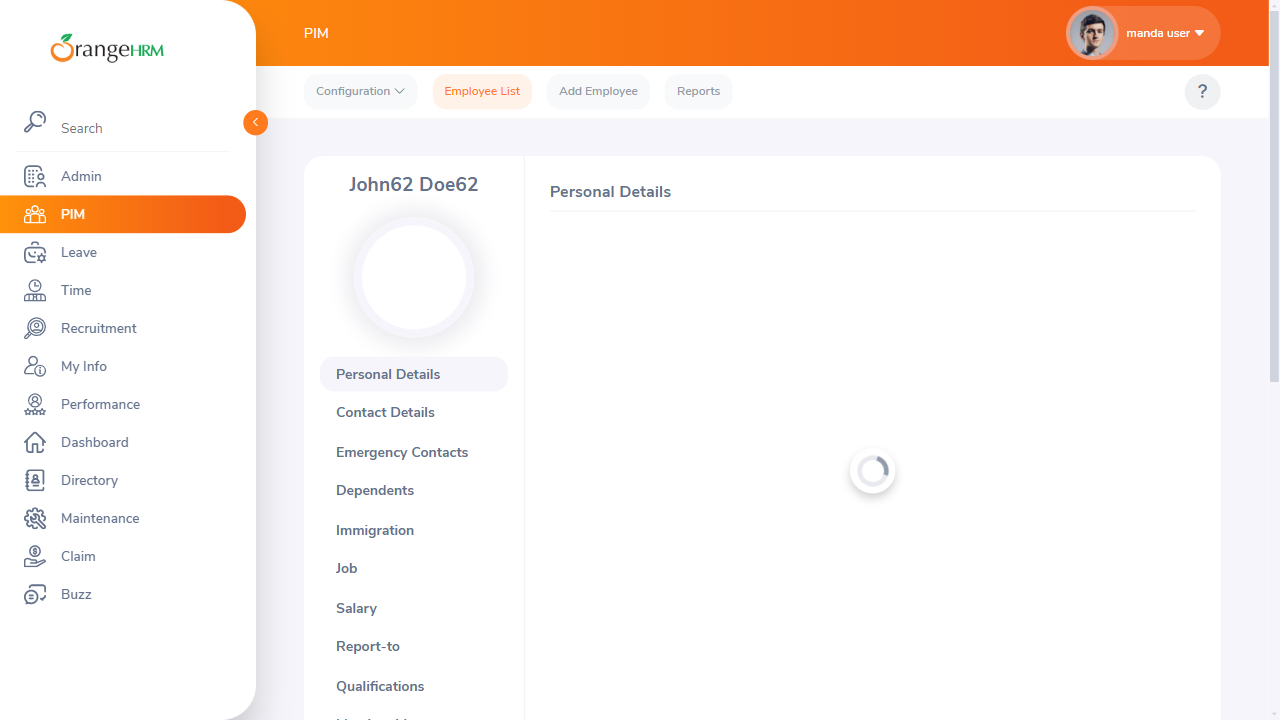 OrangeHRM
PIM
manda user
Configuration
Employee List
Add Employee
Reports
?
Search
Admin
PIM
Leave
Time
Recruitment
My Info
Performance
Dashboard
Directory
Maintenance
Claim
Buzz
John62 Doe62
Personal Details
Contact Details
Emergency Contacts
Dependents
Immigration
Job
Salary
Report-to
Qualifications
Personal Details